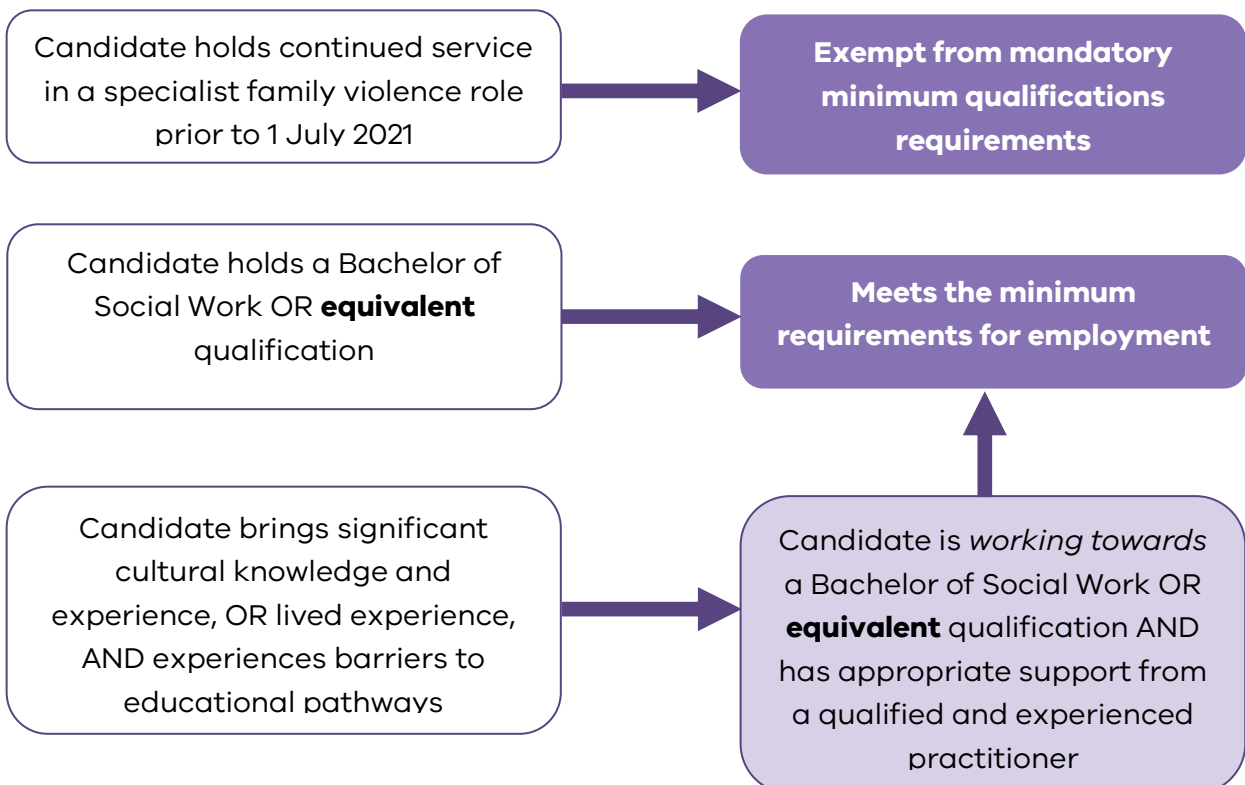 Candidate holds continued service
in a specialist family violence role
prior to 1 July 2021
Exempt from mandatory
minimum qualifications
requirements
Candidate holds a Bachelor of
Social Work OR equivalent
qualification
Meets the minimum
requirements for employment
Candidate brings significant
cultural knowledge and
experience, OR lived experience,
AND experiences barriers to
educational pathways
Candidate is working towards
a Bachelor of Social Work OR
equivalent qualification AND
has appropriate support from
a qualified and experienced
practitioner